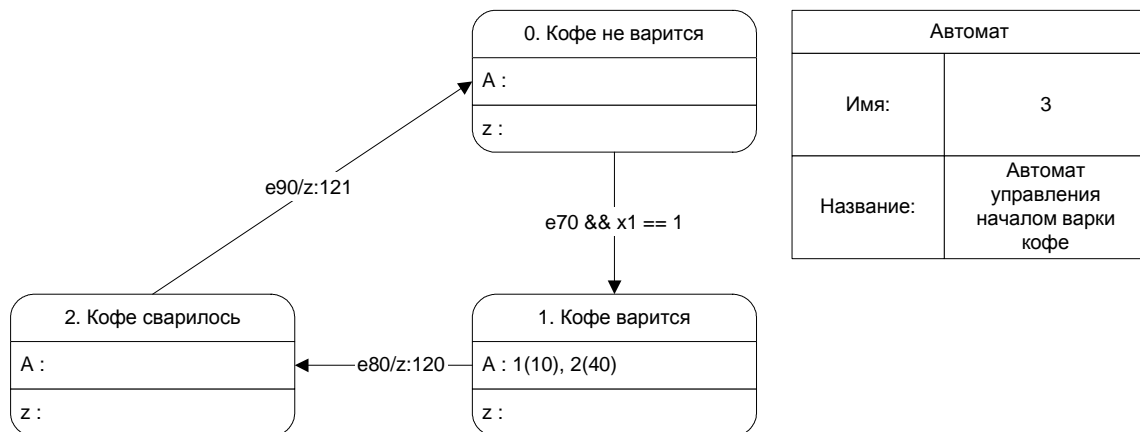 0. Кофе не варится
A :
z :
Автомат
Имя:
3
Название:
Автомат
управления
началом варки
кофе
e90/z:121
e70 && x1 == 1
2. Кофе сварилось
A :
z :
e80/z:120
1. Кофе варится
A : 1(10), 2(40)
z :